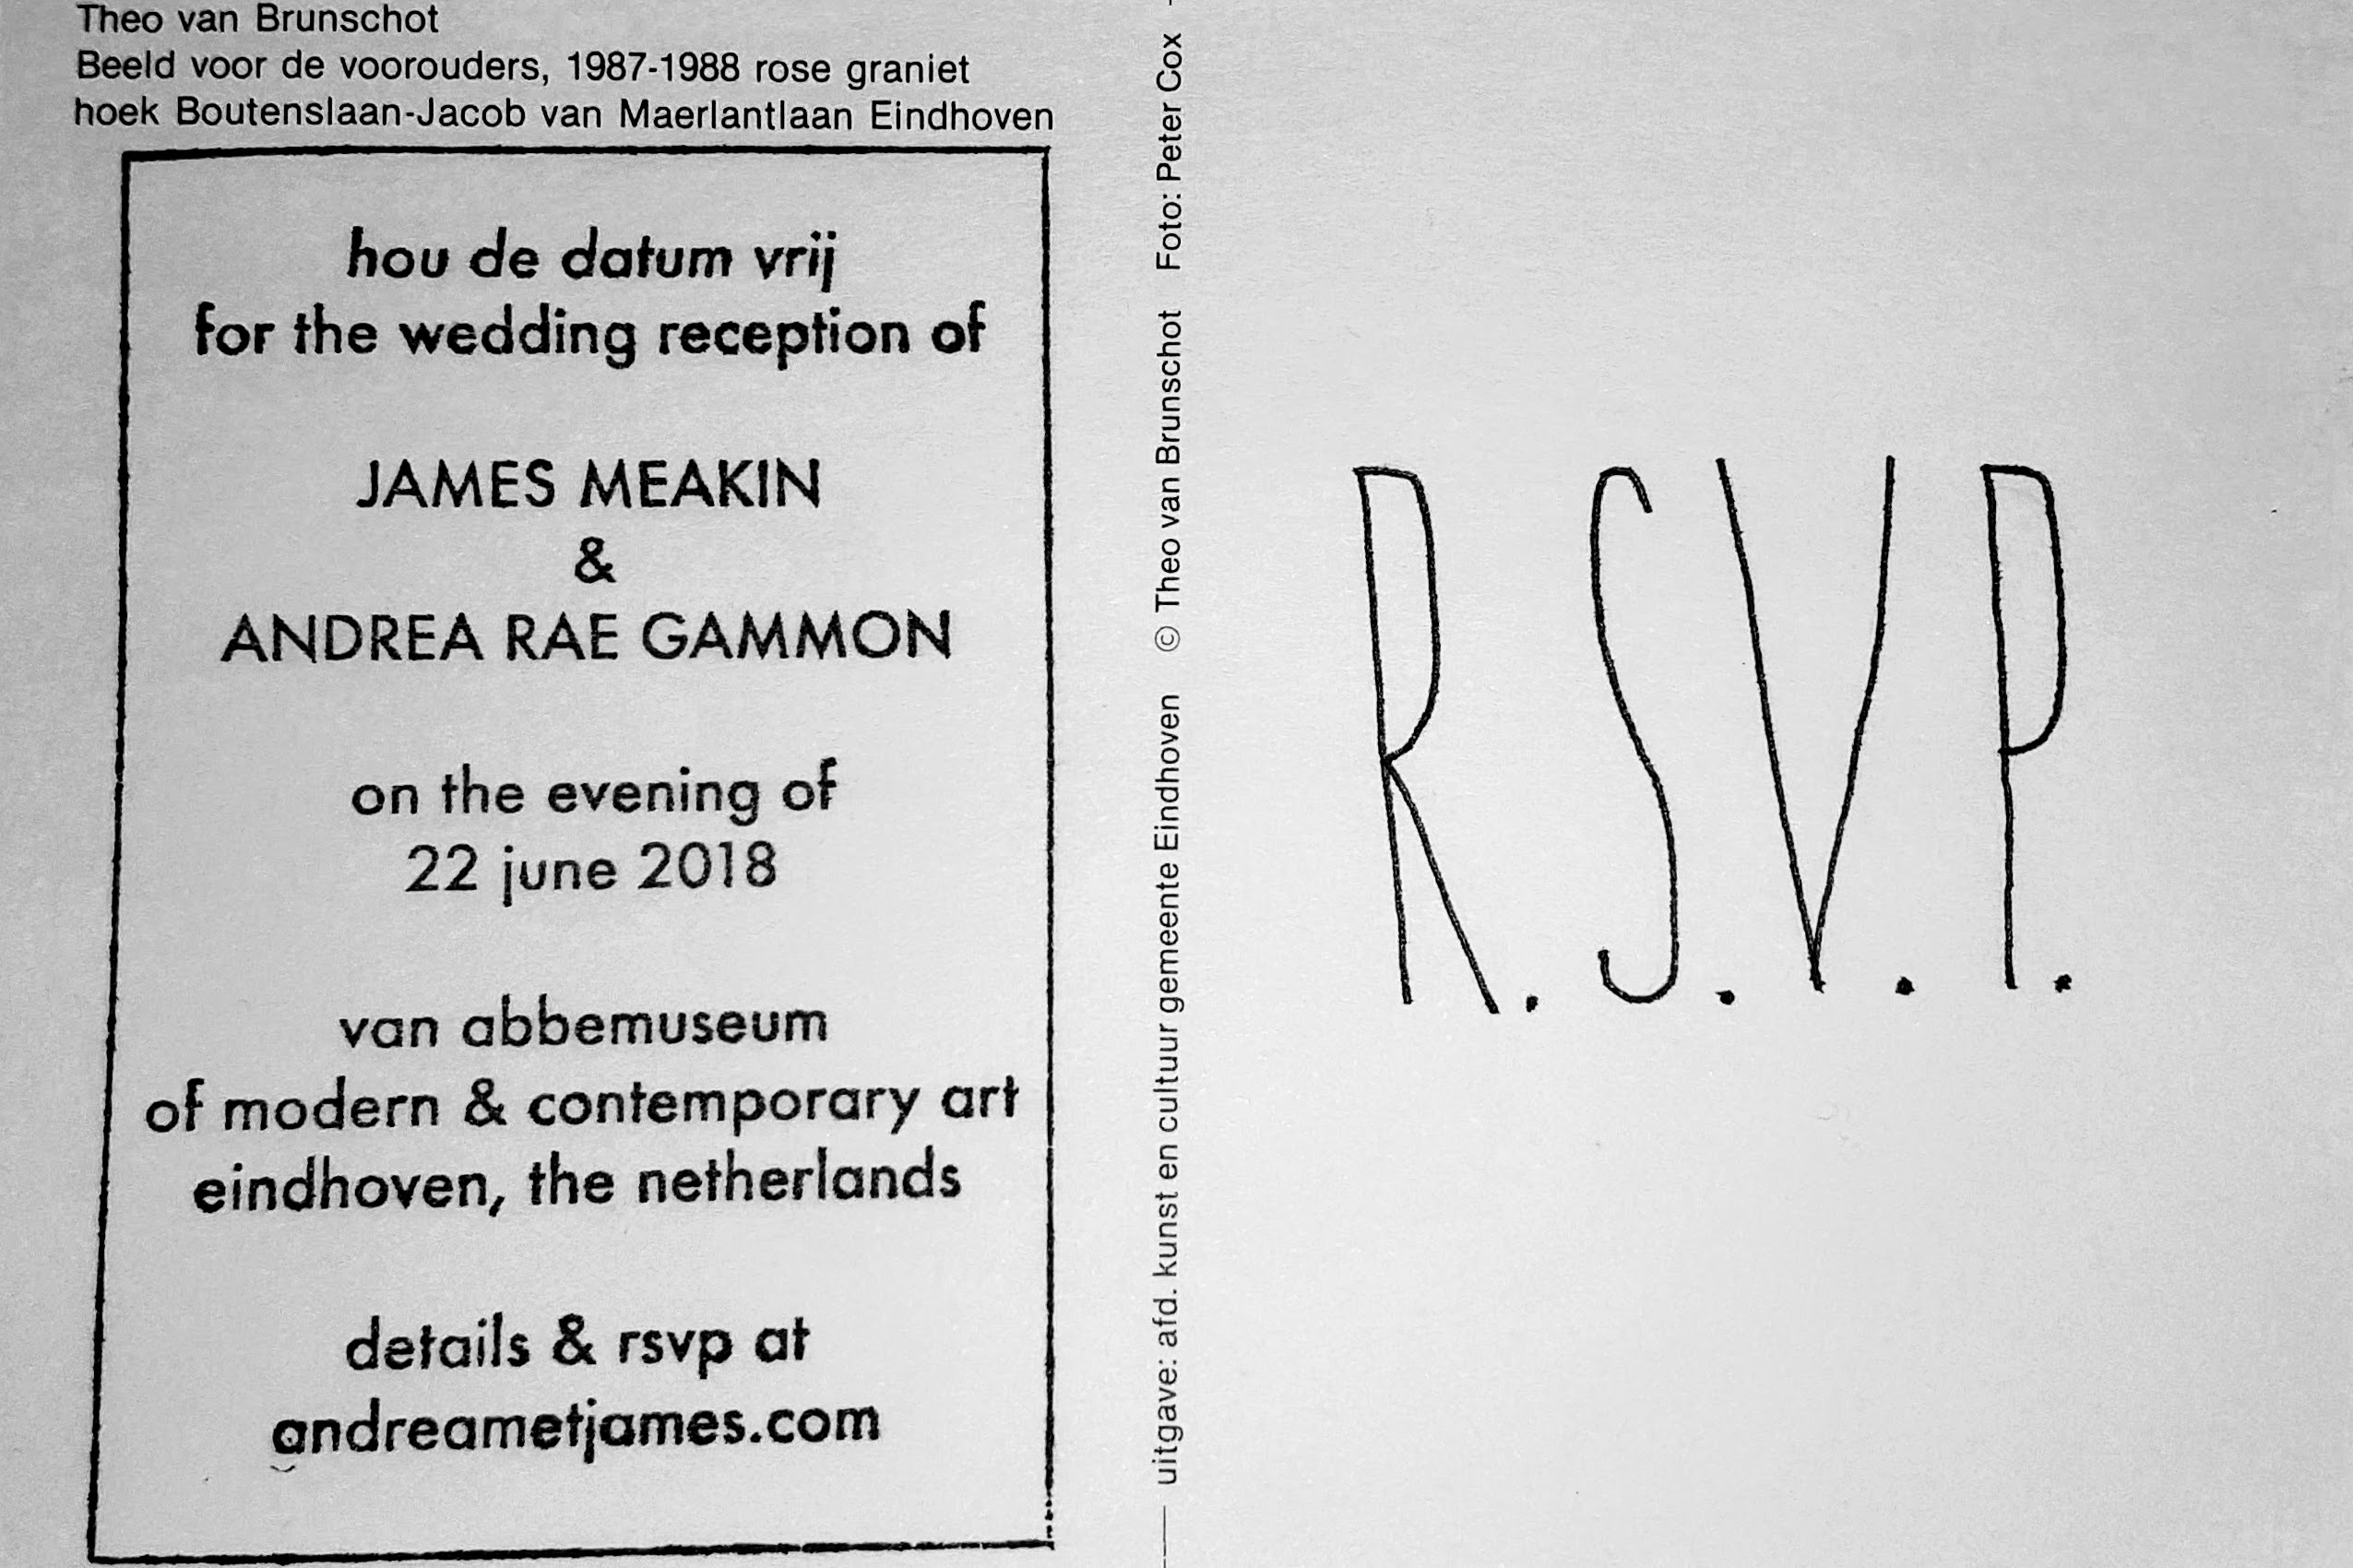 Theo van Brunschot
Beeld voor de voorouders, 1987-1988 rose graniet
hoek Boutenslaan-Jacob van Maerlantlaan Eindhoven
hou de datum vrij
for the wedding reception of
JAMES MEAKIN
&
ANDREA RAE GAMMON
on the evening of
22 june 2018
van abbemuseum
of modern & contemporary art
eindhoven, the netherlands
details & rsvp at
andreametjames.com
uitgave: afd. kunst en cultuur gemeente Eindhoven © Theo van Brunschot Foto: Peter Cox
R.S.V.P.